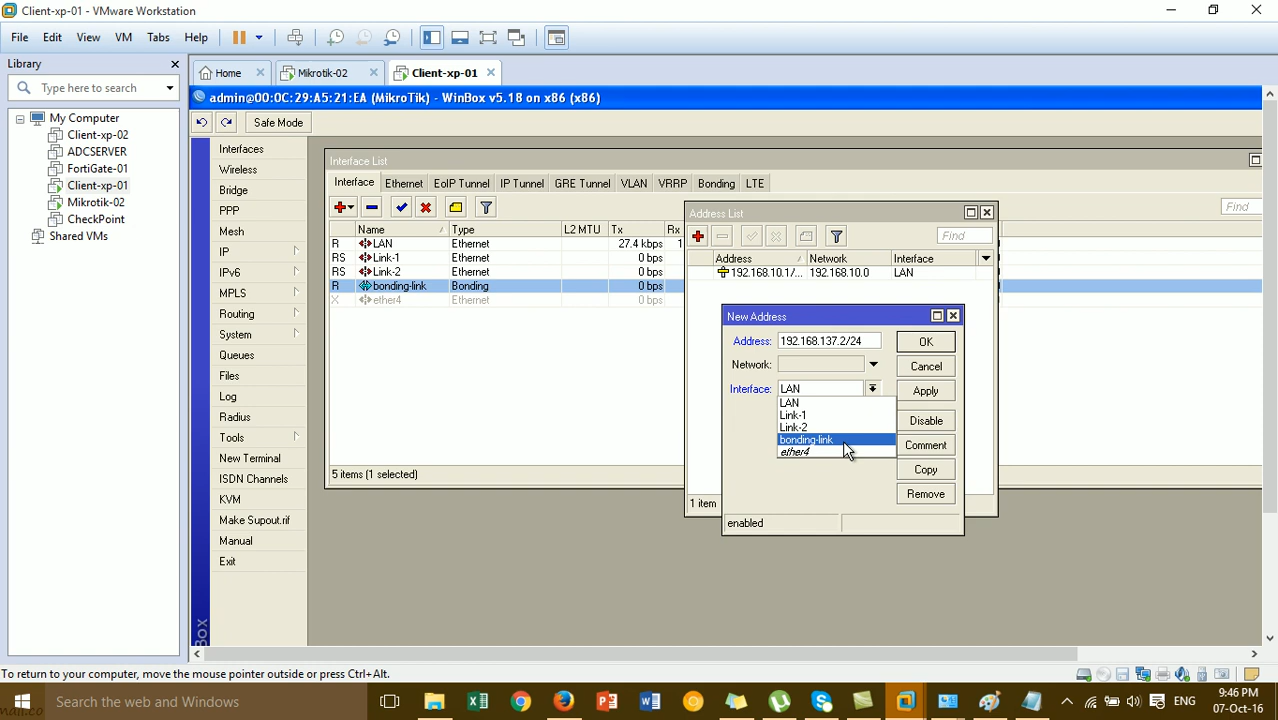 Client-xp-01 - VMware Workstation
File Edit View VM Tabs Help
Library
Type here to search
My Computer
Client-xp-02
ADCSERVER
FortiGate-01
Client-xp-01
Mikrotik-02
CheckPoint
Shared VMs
Home Mikrotik-02 Client-xp-01
admin@00:0C:29:A5:21:EA (MikroTik) - WinBox v5.18 on x86 (x86)
Safe Mode
Interfaces
Wireless
Bridge
PPP
Mesh
IP
IPv6
MPLS
Routing
System
Queues
Files
Log
Radius
Tools
New Terminal
ISDN Channels
KVM
Make Supout.rif
Manual
Exit
Interface List
Interface Ethernet EoIP Tunnel IP Tunnel GRE Tunnel VLAN VRRP Bonding LTE
Find
Name Type L2 MTU Tx Rx
R LAN Ethernet 27.4 kbps 1
RS Link-1 Ethernet 0 bps
RS Link-2 Ethernet 0 bps
R bonding-link Bonding 0 bps
X ether4 Ethernet 0 bps
5 items (1 selected)
Address List
Find
Address Network Interface
192.168.10.1/... 192.168.10.0 LAN
1 item
New Address
Address: 192.168.137.2/24
Network:
Interface: LAN
LAN
Link-1
Link-2
bonding-link
ether4
OK
Cancel
Apply
Disable
Comment
Copy
Remove
enabled
To return to your computer, move the mouse pointer outside or press Ctrl+Alt.
Search the web and Windows
ENG
9:46 PM
07-Oct-16